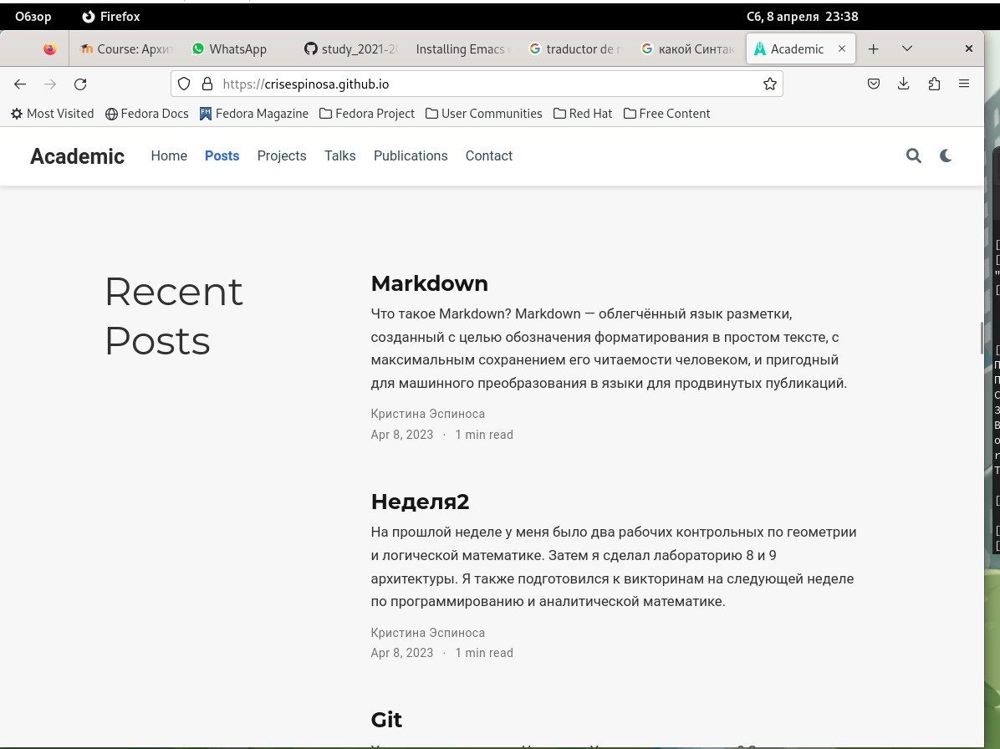 Обзор Firefox Сб, 8 апреля 23:38
Course: Архит WhatsApp study_2021-2 Installing Emacs traductor de какой Синтак Academic
https://crisespinosa.github.io
Most Visited Fedora Docs Fedora Magazine Fedora Project User Communities Red Hat Free Content
Academic Home Posts Projects Talks Publications Contact
Recent
Posts
Markdown
Что такое Markdown? Markdown — облегчённый язык разметки,
созданный с целью обозначения форматирования в простом тексте, с
максимальным сохранением его читаемости человеком, и пригодный
для машинного преобразования в языки для продвинутых публикаций.
Кристина Эспиноса
Apr 8, 2023 · 1 min read
Неделя2
На прошлой неделе у меня было два рабочих контрольных по геометрии
и логической математике. Затем я сделал лабораторию 8 и 9
архитектуры. Я также подготовился к викторинам на следующей неделе
по программированию и аналитической математике.
Кристина Эспиноса
Apr 8, 2023 · 1 min read
Git